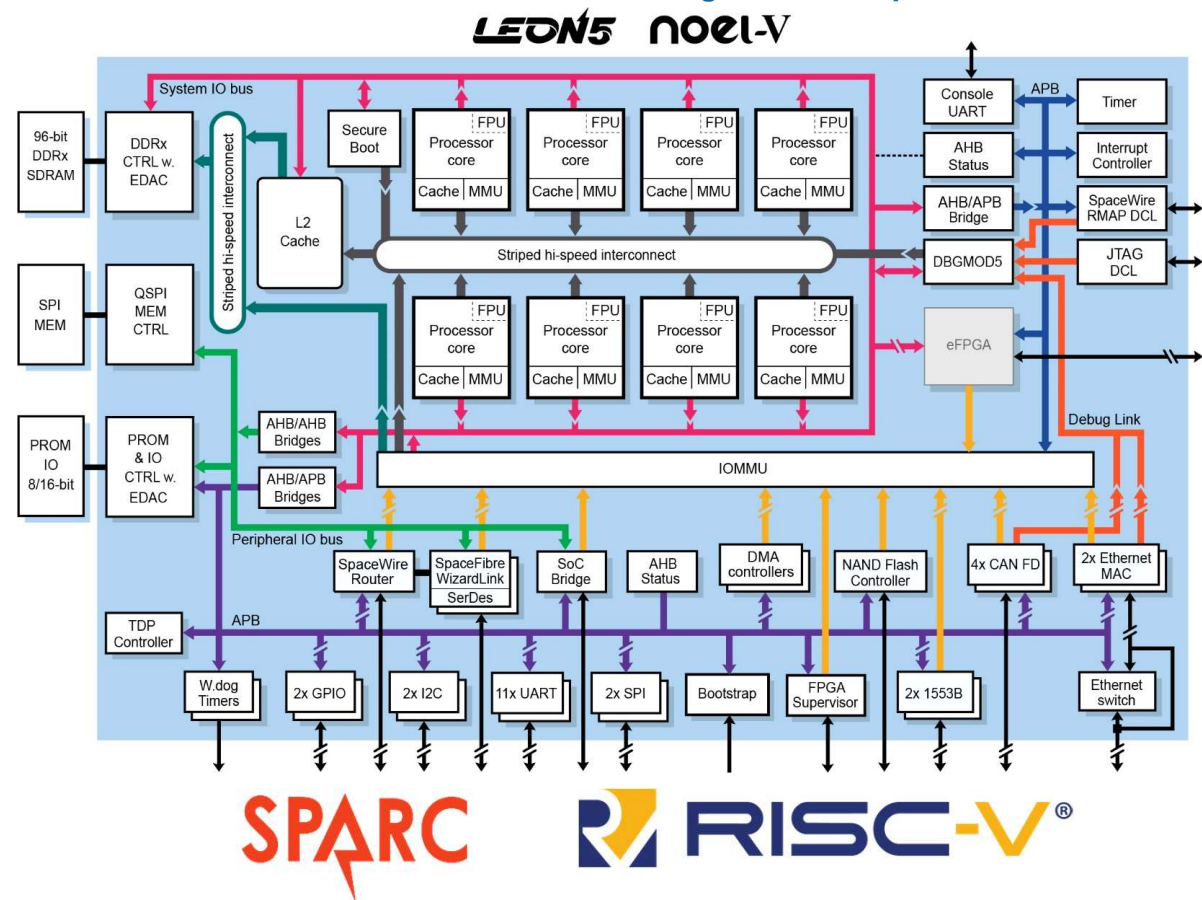 LEON5 NOEL-V
System IO bus
96-bit
DDRx
SDRAM
DDRx
CTRL w.
EDAC
Striped hi-speed interconnect
L2
Cache
Secure
Boot
FPU
Processor
core
Cache MMU
FPU
Processor
core
Cache MMU
FPU
Processor
core
Cache MMU
FPU
Processor
core
Cache MMU
Console
UART
APB
Timer
AHB
Status
Interrupt
Controller
AHB/APB
Bridge
SpaceWire
RMAP DCL
Striped hi-speed interconnect
DBGMOD5
JTAG
DCL
SPI
MEM
QSPI
MEM
CTRL
FPU
Processor
core
Cache MMU
FPU
Processor
core
Cache MMU
FPU
Processor
core
Cache MMU
FPU
Processor
core
Cache MMU
eFPGA
Debug Link
PROM
IO
8/16-bit
PROM
& IO
CTRL w.
EDAC
AHB/AHB
Bridges
AHB/APB
Bridges
IOMMU
Peripheral IO bus
SpaceWire
Router
SpaceFibre
WizardLink
SerDes
SoC
Bridge
AHB
Status
DMA
controllers
NAND Flash
Controller
4x CAN FD
2x Ethernet
MAC
TDP
Controller
APB
W.dog
Timers
2x GPIO
2x I2C
11x UART
2x SPI
Bootstrap
FPGA
Supervisor
2x 1553B
Ethernet
switch
SPARC
RISC-V®